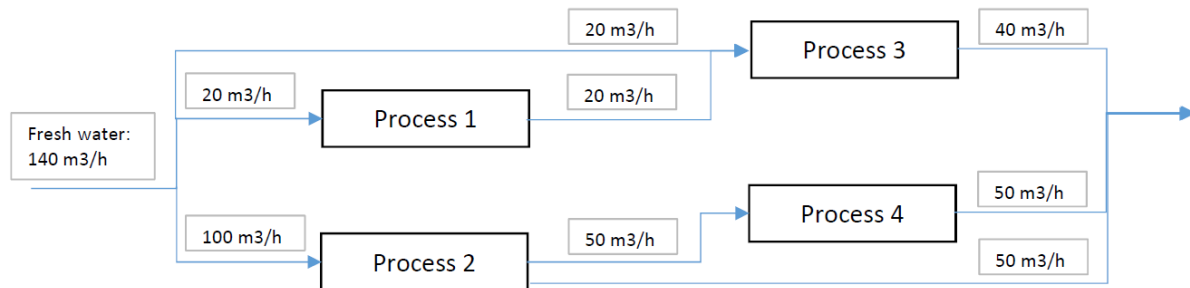 20 m3/h
Process 3
40 m3/h
20 m3/h
Process 1
20 m3/h
Fresh water:
140 m3/h
100 m3/h
Process 2
50 m3/h
Process 4
50 m3/h
50 m3/h